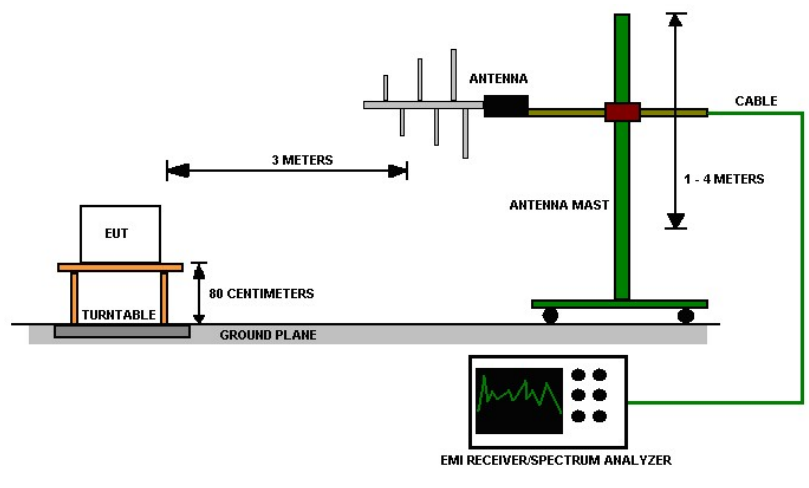 ANTENNA
CABLE
3 METERS
1 - 4 METERS
ANTENNA MAST
EUT
80 CENTIMETERS
TURNTABLE
GROUND PLANE
EMI RECEIVER/SPECTRUM ANALYZER